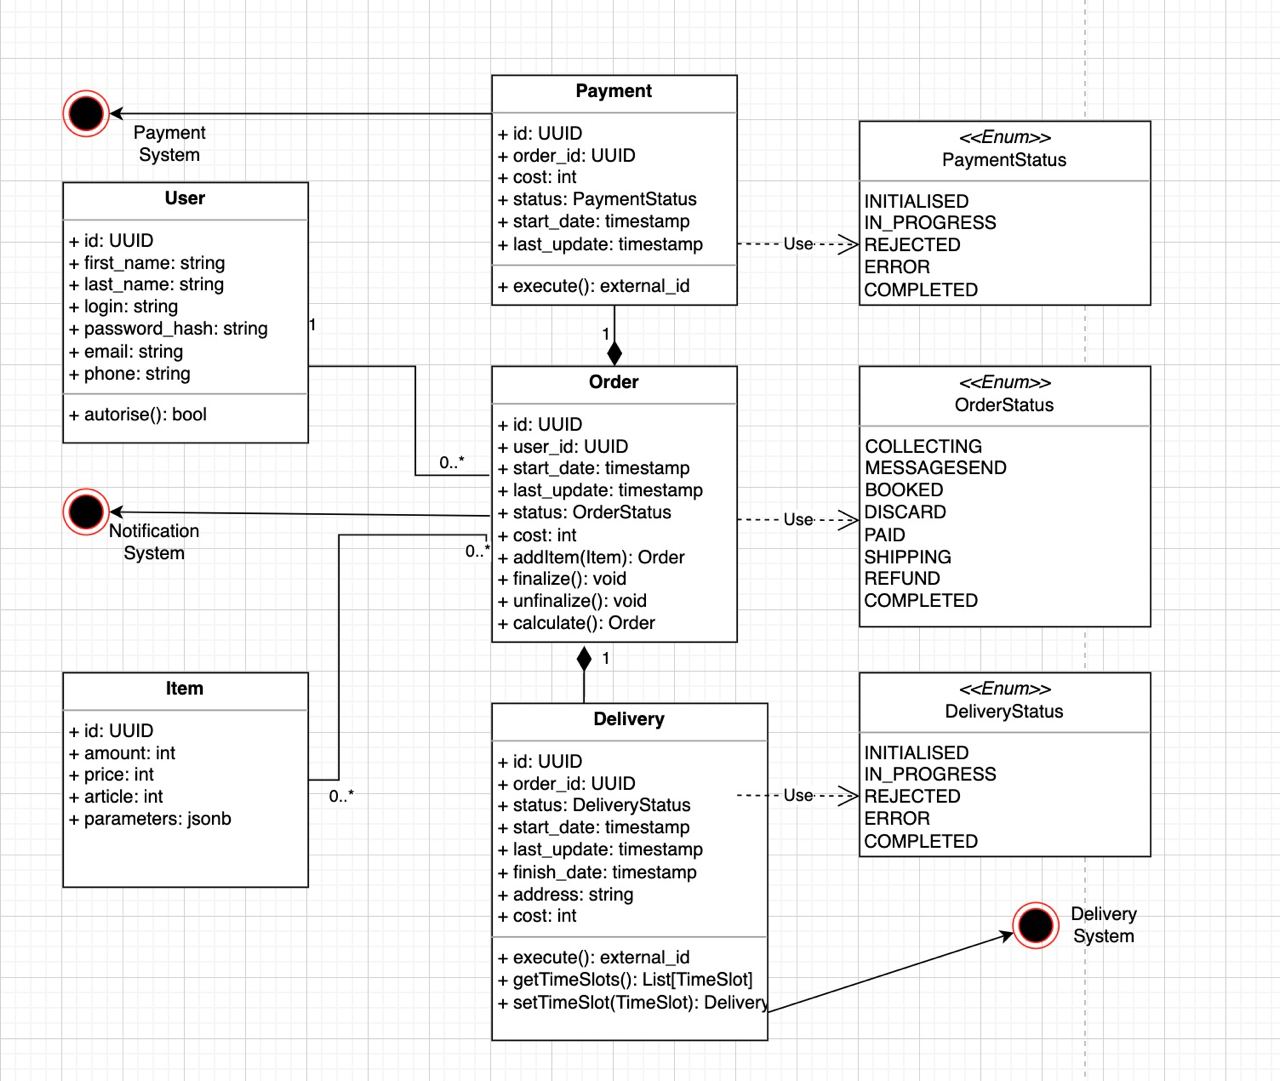 Payment
+ id: UUID
+ order_id: UUID
+ cost: int
+ status: PaymentStatus
+ start_date: timestamp
+ last_update: timestamp
+ execute(): external_id
Payment
System
<<Enum>>
PaymentStatus
INITIALISED
IN_PROGRESS
REJECTED
ERROR
COMPLETED
Use
User
+ id: UUID
+ first_name: string
+ last_name: string
+ login: string
+ password_hash: string
+ email: string
+ phone: string
+ autorise(): bool
1
1
0..*
Order
+ id: UUID
+ user_id: UUID
+ start_date: timestamp
+ last_update: timestamp
+ status: OrderStatus
+ cost: int
+ addItem(Item): Order
+ finalize(): void
+ unfinalize(): void
+ calculate(): Order
Use
<<Enum>>
OrderStatus
COLLECTING
MESSAGESEND
BOOKED
DISCARD
PAID
SHIPPING
REFUND
COMPLETED
Notification
System
0..*
1
Item
+ id: UUID
+ amount: int
+ price: int
+ article: int
+ parameters: jsonb
0..*
Delivery
+ id: UUID
+ order_id: UUID
+ status: DeliveryStatus
+ start_date: timestamp
+ last_update: timestamp
+ finish_date: timestamp
+ address: string
+ cost: int
+ execute(): external_id
+ getTimeSlots(): List[TimeSlot]
+ setTimeSlot(TimeSlot): Delivery
Use
<<Enum>>
DeliveryStatus
INITIALISED
IN_PROGRESS
REJECTED
ERROR
COMPLETED
Delivery
System